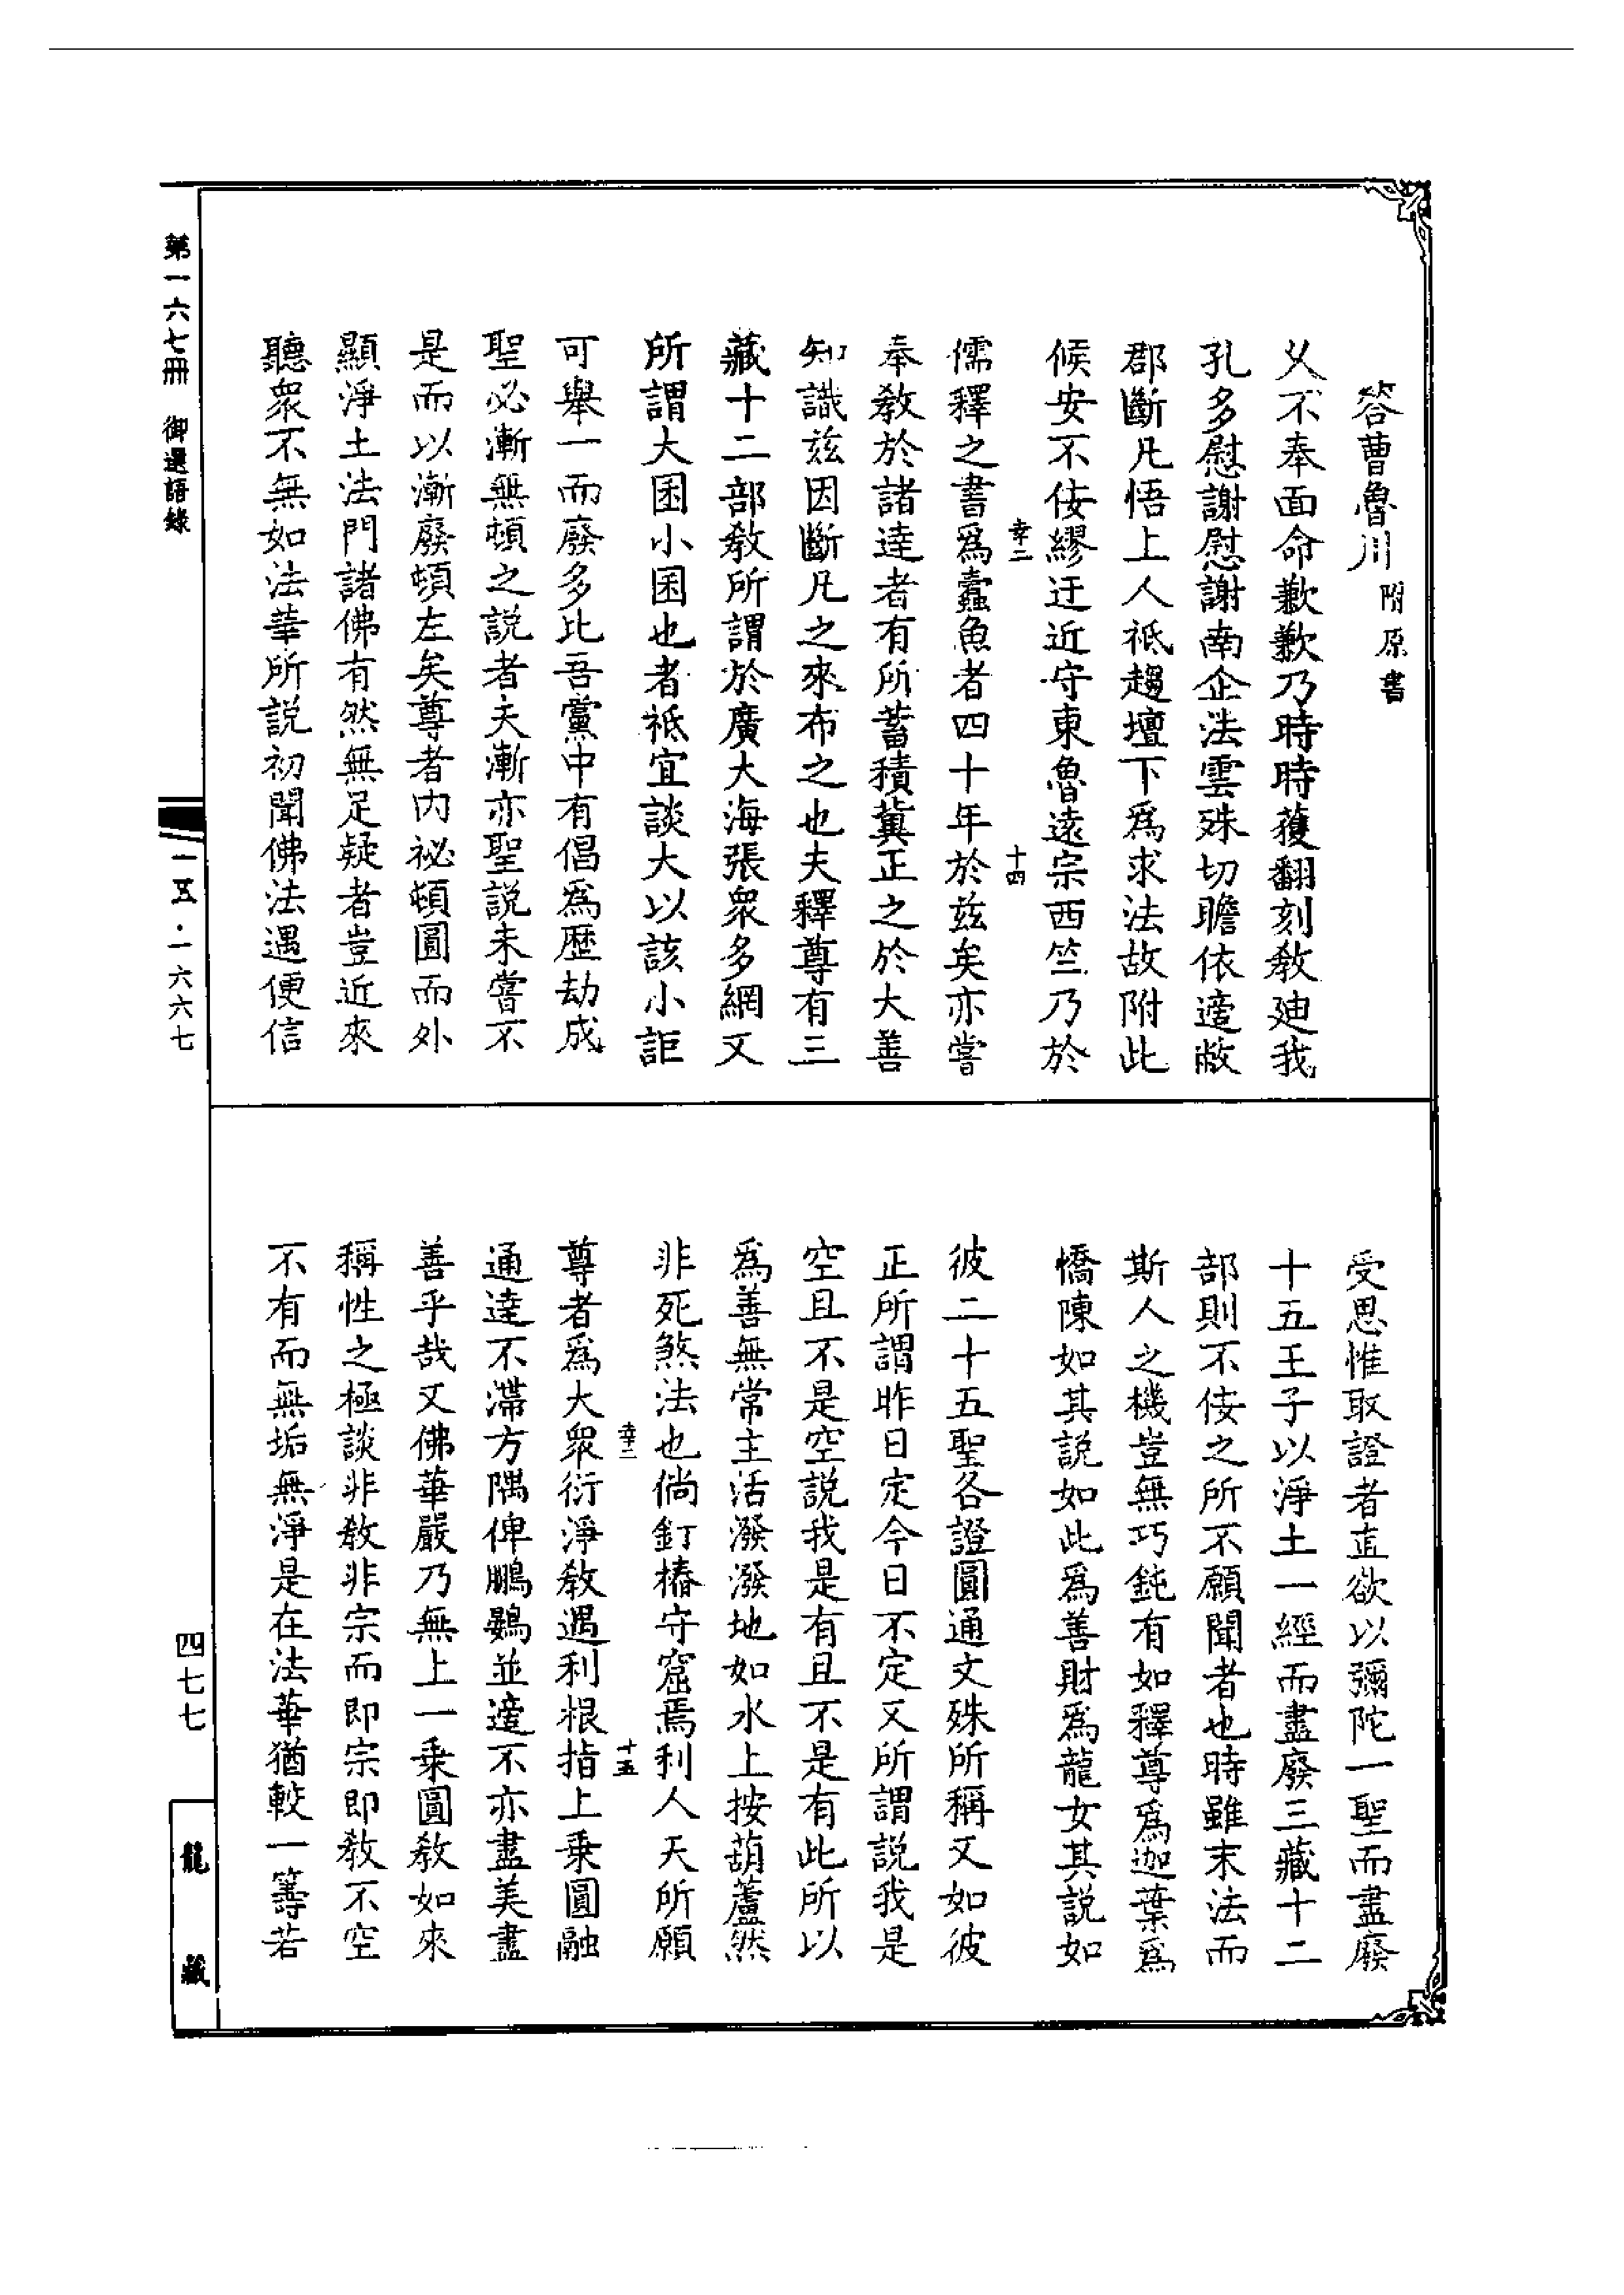 答曹魯川附原書
乂不奉面命歉歉乃時時蒦翻刻敎廸我
孔多慰謝慰謝南企法雲殊切瞻依適敝
郡斷凡悟上人祗趨壇下爲求法故附此
候安不佞繆迂近守東魯遠宗西竺乃於
幸二
十四
儒釋之書爲蠹魚者四十年於兹矣亦嘗
奉敎於諸達者有所蓄積冀正之於大善
知識兹因斷凡之來布之也夫釋尊有三
藏十二部敎所謂於廣大海張衆多網又
所謂大囷小囷也者祗宜談大以該小詎
可舉一而廢多比吾黨中有倡爲歴劫成
聖必漸無頓之說者夫漸亦聖說未嘗不
是而以漸廢頓左矣尊者内祕頓圓而外
顯淨土法門諸佛有然無足疑者豈近來
聽衆不無如法華所說初聞佛法遇便信
受思惟取證者直欲以彌陀一聖而盡廢
十五王子以淨土一經而盡廢三藏十二
部則不佞之所不願聞者也時雖末法而
斯人之機豈無巧鈍有如釋尊爲迦葉爲
憍陳如其說如此爲善財爲龍女其說如
彼二十五聖各證圓通文殊所稱又如彼
正所謂昨日定今日不定又所謂說我是
空且不是空說我是有且不是有此所以
爲善無常主活潑潑地如水上按葫蘆然
非死煞法也倘釘樁守窟焉利人天所願
幸二
十五
尊者爲大衆衍淨敎遇利根指上乗圓融
通達不滯方隅俾鵬鷃並適不亦盡美盡
善乎哉又佛華嚴乃無上一乗圓敎如來
稱性之極談非敎非宗而即宗即敎不空
不有而無垢無淨是在法華猶較一籌若
第一六七冊 御選語錄
一五·一六六七
四七七
龍藏